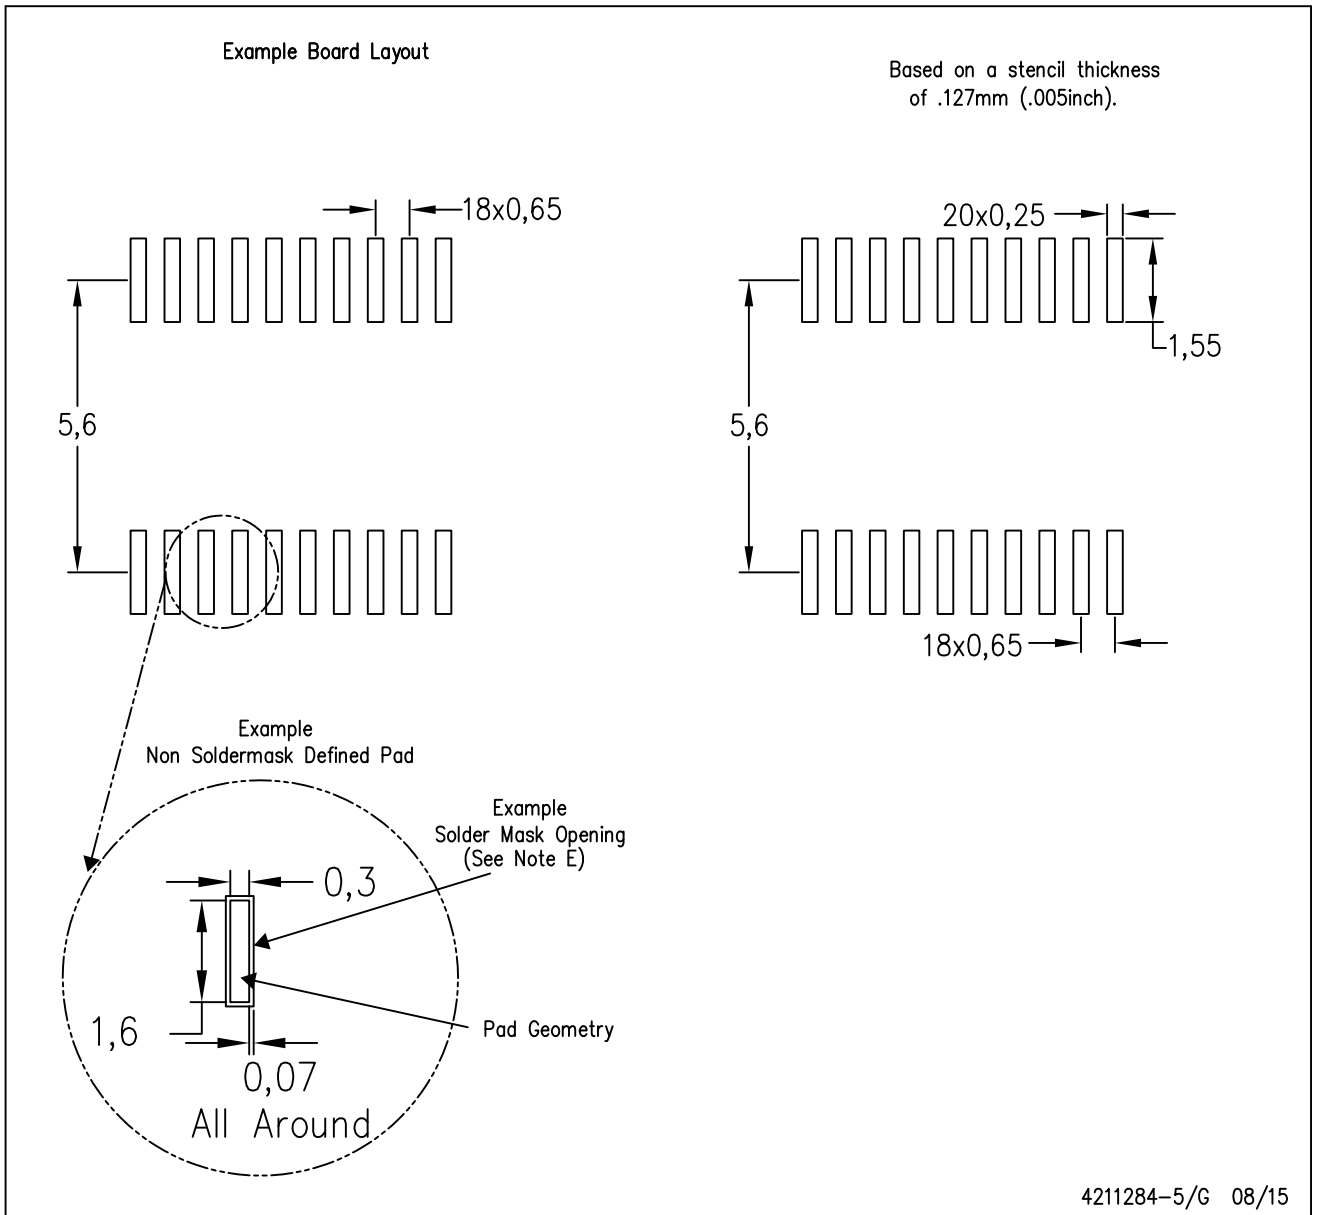 Example Board Layout
Based on a stencil thickness
of .127mm (.005inch).
18x0,65
20x0,25
1,55
5,6
5,6
18x0,65
Example
Non Soldermask Defined Pad
Example
Solder Mask Opening
(See Note E)
0,3
1,6
Pad Geometry
0,07
All Around
4211284-5/G 08/15